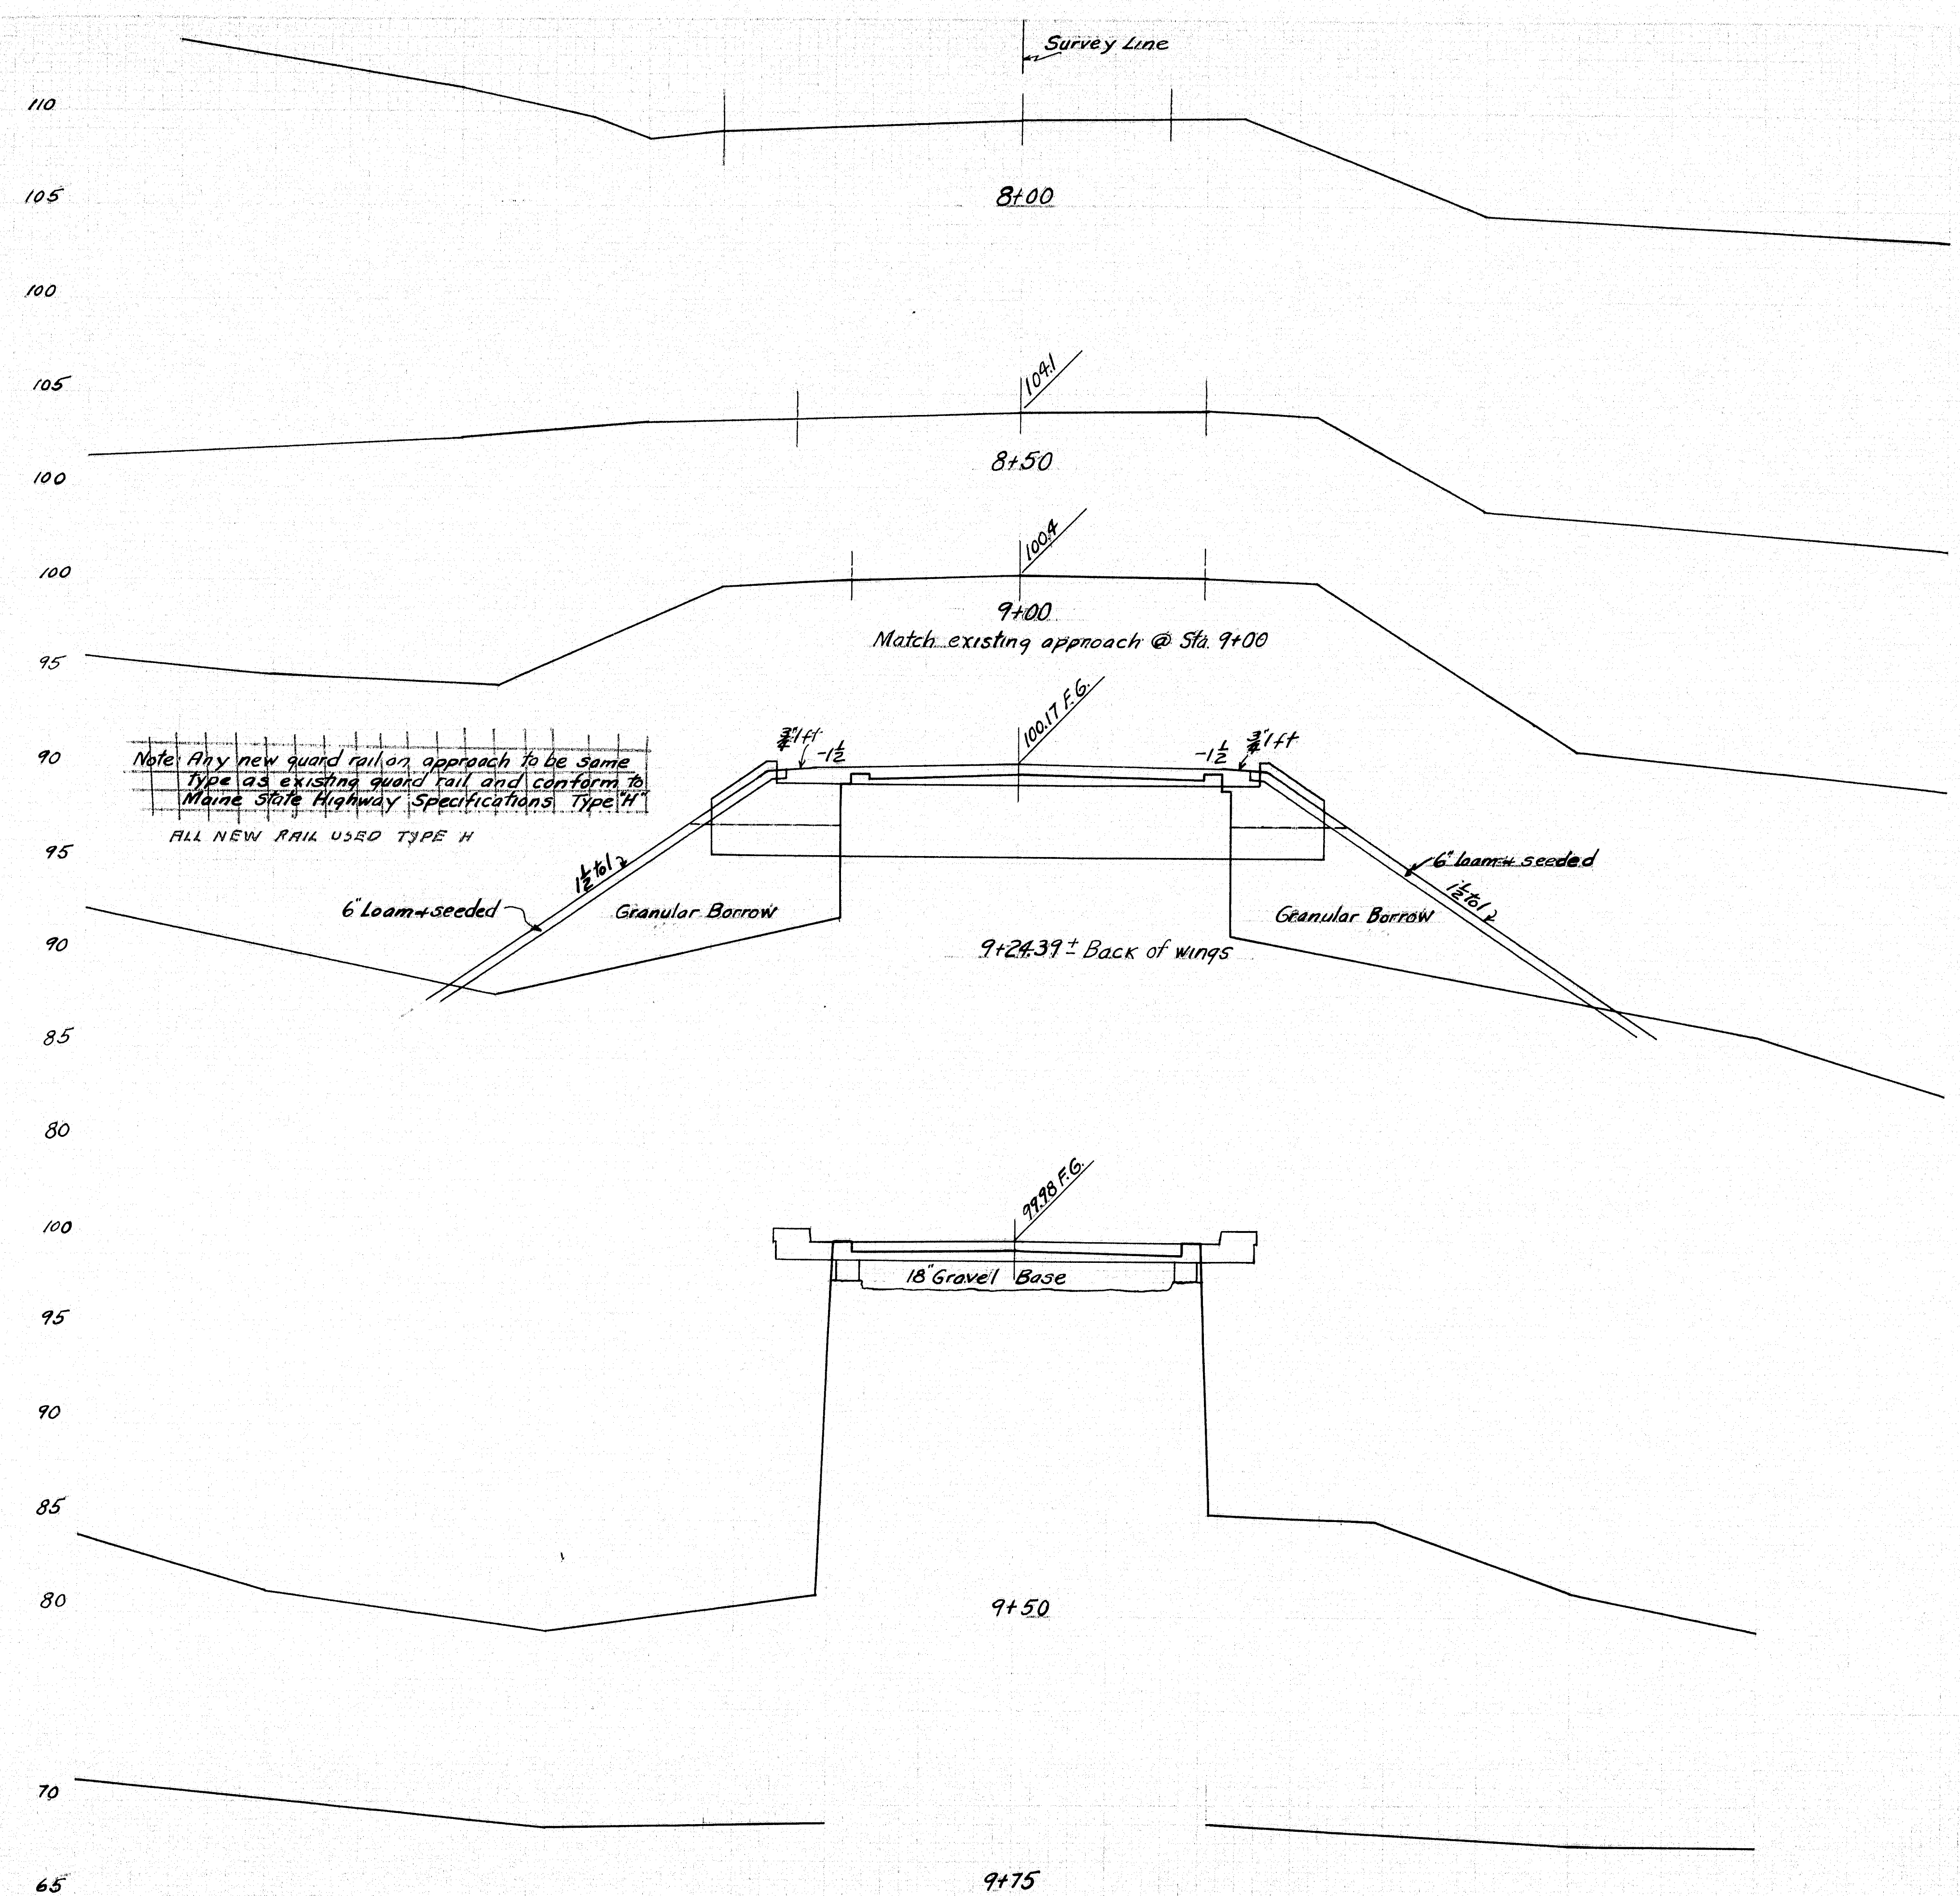 Survey Line
110
105
8+00
100
104.1
105
8+50
100
100.4
100
9+00
Match existing approach @ Sta. 9+00
95
100.17 F.G.
3/4"/ft
-1 1/2
-1 1/2
3/4"/ft
90
Note: Any new guard rail on approach to be same
type as existing guard rail and conform to
Maine State Highway Specifications Type "H"
ALL NEW RAIL USED TYPE H
95
1 1/2 to 1
6" loam + seeded
1 1/2 to 1
6" Loam + seeded
Granular Borrow
Granular Borrow
90
9+24.39 ± Back of wings
85
80
99.98 F.G.
100
18" Gravel Base
95
90
85
80
9+50
70
65
9+75